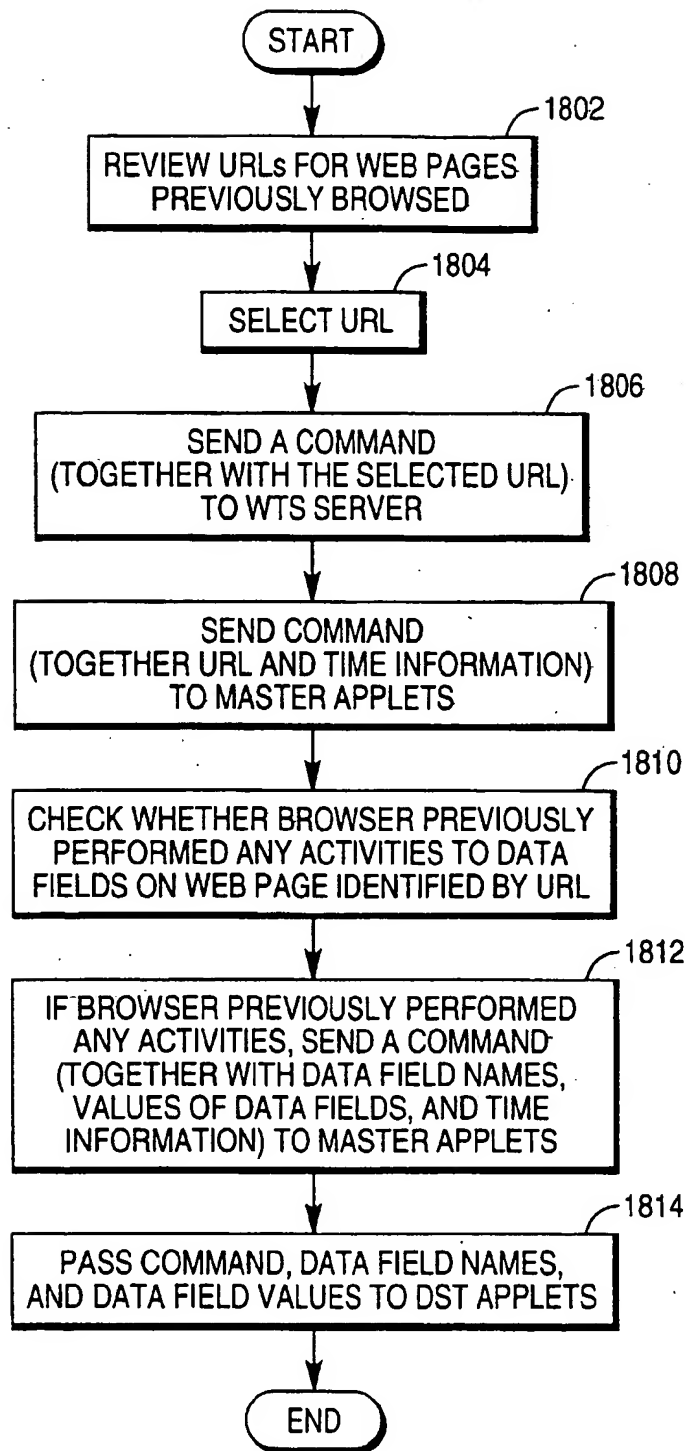 START
1802
REVIEW URLs FOR WEB PAGES
PREVIOUSLY BROWSED
1804
SELECT URL
1806
SEND A COMMAND
(TOGETHER WITH THE SELECTED URL)
TO WTS SERVER
1808
SEND COMMAND
(TOGETHER URL AND TIME INFORMATION)
TO MASTER APPLETS
1810
CHECK WHETHER BROWSER PREVIOUSLY
PERFORMED ANY ACTIVITIES TO DATA
FIELDS ON WEB PAGE IDENTIFIED BY URL
1812
IF BROWSER PREVIOUSLY PERFORMED
ANY ACTIVITIES, SEND A COMMAND
(TOGETHER WITH DATA FIELD NAMES,
VALUES OF DATA FIELDS, AND TIME
INFORMATION) TO MASTER APPLETS
1814
PASS COMMAND, DATA FIELD NAMES,
AND DATA FIELD VALUES TO DST APPLETS
END